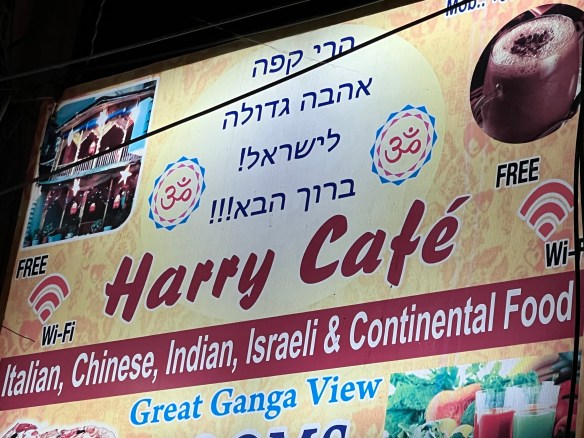 Mob.:
הרי קפה
אהבה גדולה
לישראל!
ברוך הבא!!!
ॐ
ॐ
Harry Café
FREE
Wi-Fi
FREE
Italian, Chinese, Indian, Israeli & Continental Food
Great Ganga View